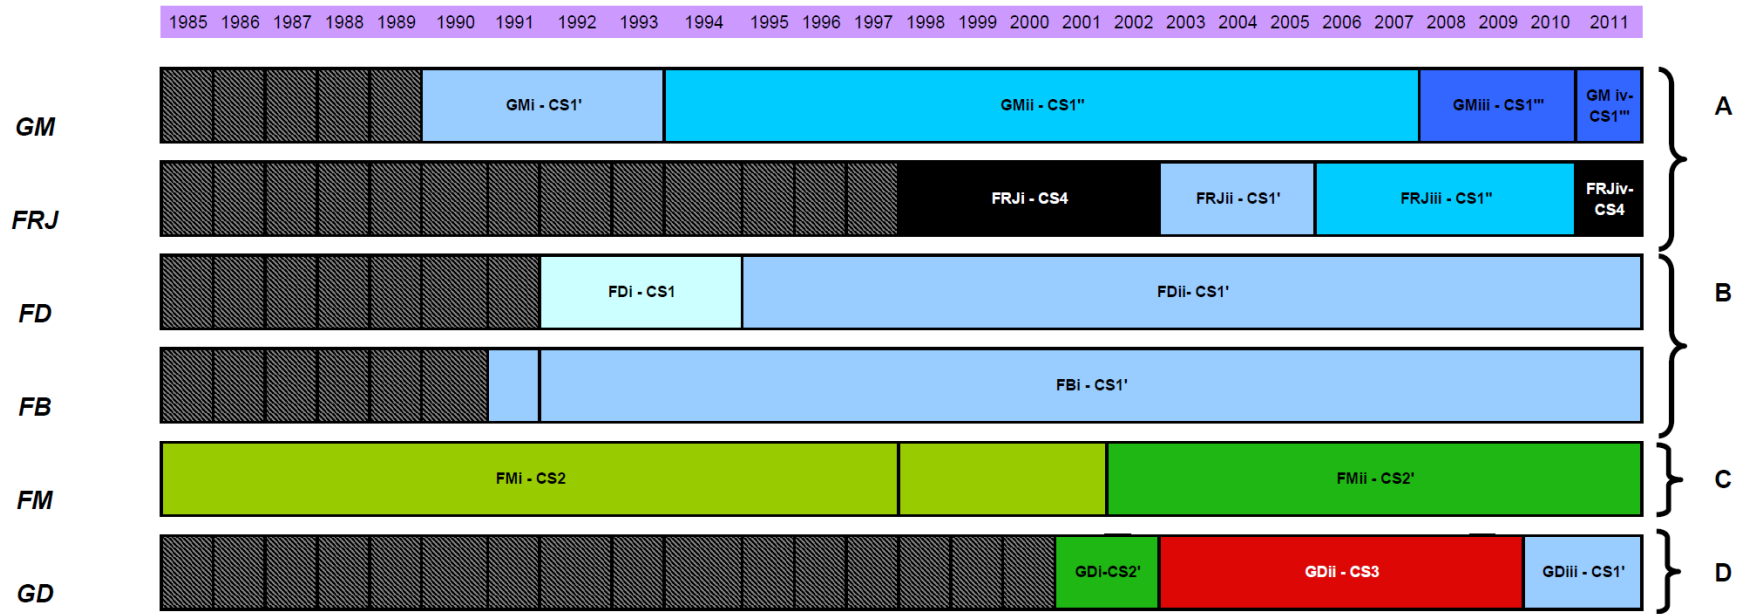 1985 1986 1987 1988 1989 1990 1991 1992 1993 1994 1995 1996 1997 1998 1999 2000 2001 2002 2003 2004 2005 2006 2007 2008 2009 2010 2011
GM
GMi - CS1'
GMii - CS1''
GMiii - CS1'''
GM iv-
CS1'''
A
FRJ
FRJi - CS4
FRJii - CS1'
FRJiii - CS1''
FRJiv-
CS4
FD
FDi - CS1
FDii- CS1'
B
FB
FBi - CS1'
FM
FMi - CS2
FMii - CS2'
C
GD
GDi-CS2'
GDii - CS3
GDiii - CS1'
D